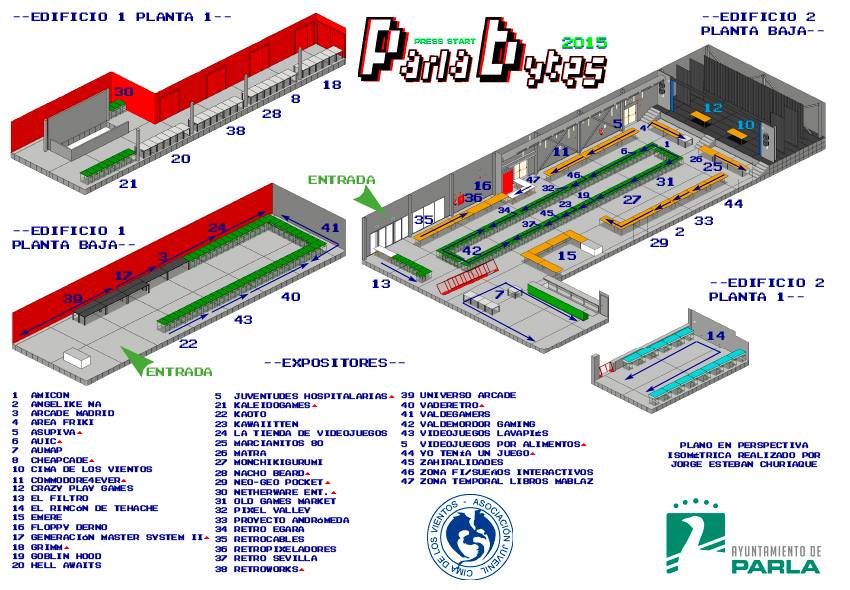 --EDIFICIO 1 PLANTA 1--
PRESS START
2015
Parla Bytes
--EDIFICIO 2
PLANTA BAJA--
30
18
8
28
38
20
21
12
10
5
4
11
6
1
26
25
16
47
46
32
31
36
19
34
23
27
44
35
45
33
37
2
42
29
15
13
7
ENTRADA
--EDIFICIO 1
PLANTA BAJA--
24
41
3
17
39
40
43
22
ENTRADA
--EDIFICIO 2
PLANTA 1--
14
--EXPOSITORES--
1 AMICON
2 ANGELIKE NA
3 ARCADE MADRID
4 AREA FRIKI
5 ASUPIVA
6 AUIC
7 AUMAP
8 CHEAPCADE
10 CIMA DE LOS VIENTOS
11 COMMODORE4EVER
12 CRAZY PLAY GAMES
13 EL FILTRO
14 EL RINCóN DE TEHACHE
15 EMERE
16 FLOPPY DERNO
17 GENERACIóN MASTER SYSTEM II
18 GRIMM
19 GOBLIN HOOD
20 HELL AWAITS
5 JUVENTUDES HOSPITALARIAS
21 KALEIDOGAMES
22 KAOTO
23 KAWAIITTEN
24 LA TIENDA DE VIDEOJUEGOS
25 MARCIANITOS 80
26 MATRA
27 MONCHIKIGURUMI
28 NACHO BEARD
29 NEO-GEO POCKET
30 NETHERWARE ENT.
31 OLD GAMES MARKET
32 PIXEL VALLEY
33 PROYECTO ANDRóMEDA
34 RETRO EGARA
35 RETROCABLES
36 RETROPIXELADORES
37 RETRO SEVILLA
38 RETROWORKS
39 UNIVERSO ARCADE
40 VADERETRO
41 VALDEGAMERS
42 VALDEMORDOR GAMING
43 VIDEOJUEGOS LAVAPIéS
5 VIDEOJUEGOS POR ALIMENTOS
44 YO TENíA UN JUEGO
45 ZAHIRALIDADES
46 ZONA FI/SUEñOS INTERACTIVOS
47 ZONA TEMPORAL LIBROS MABLAZ
PLANO EN PERSPECTIVA
ISOMéTRICA REALIZADO POR
JORGE ESTEBAN CHURIAQUE
CIMA DE LOS VIENTOS - ASOCIACIÓN JUVENIL
AYUNTAMIENTO DE
PARLA